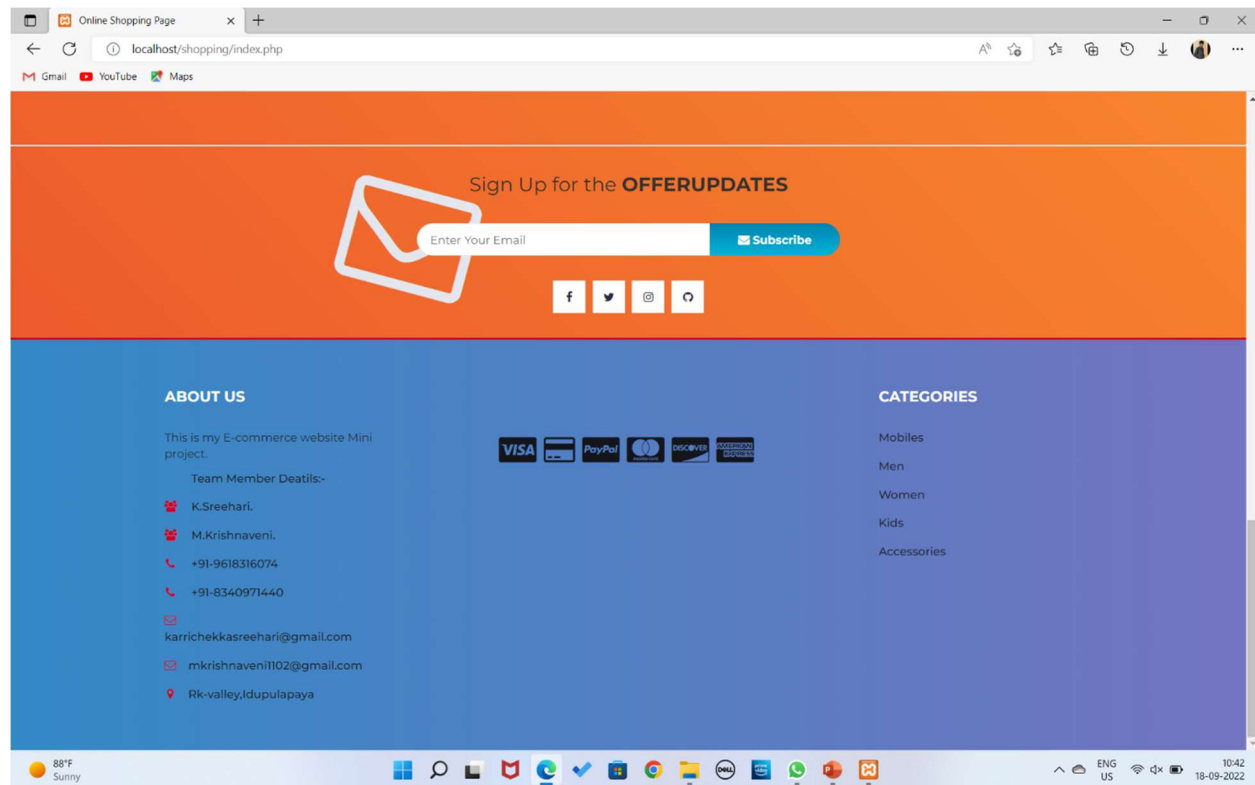 Online Shopping Page
localhost/shopping/index.php
Gmail YouTube Maps
Sign Up for the OFFERUPDATES
Enter Your Email
Subscribe
ABOUT US
This is my E-commerce website Mini
project.
Team Member Deatils:-
K.Sreehari.
M.Krishnaveni.
+91-9618316074
+91-8340971440
karrichekkasreehari@gmail.com
mkrishnaveni1102@gmail.com
Rk-valley,Idupulapaya
VISA PayPal DISCOVER AMERICAN
EXPRESS
CATEGORIES
Mobiles
Men
Women
Kids
Accessories
88°F
Sunny
DELL
ENG
US
10:42
18-09-2022